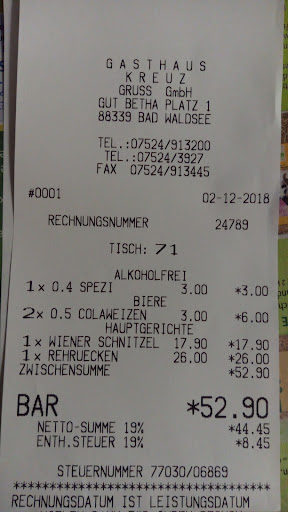 GASTHAUS
KREUZ
GRUSS GmbH
GUT BETHA PLATZ 1
88339 BAD WALDSEE
TEL.:07524/913200
TEL.:07524/3927
FAX 07524/913445
#0001 02-12-2018
RECHNUNGSNUMMER 24789
TISCH: 71
ALKOHOLFREI
1x 0.4 SPEZI 3.00 *3.00
BIERE
2x 0.5 COLAWEIZEN 3.00 *6.00
HAUPTGERICHTE
1x WIENER SCHNITZEL 17.90 *17.90
1x REHRUECKEN 26.00 *26.00
ZWISCHENSUMME *52.90
BAR *52.90
NETTO-SUMME 19% *44.45
ENTH.STEUER 19% *8.45
STEUERNUMMER 77030/06869
**********************************
RECHNUNGSDATUM IST LEISTUNGSDATUM